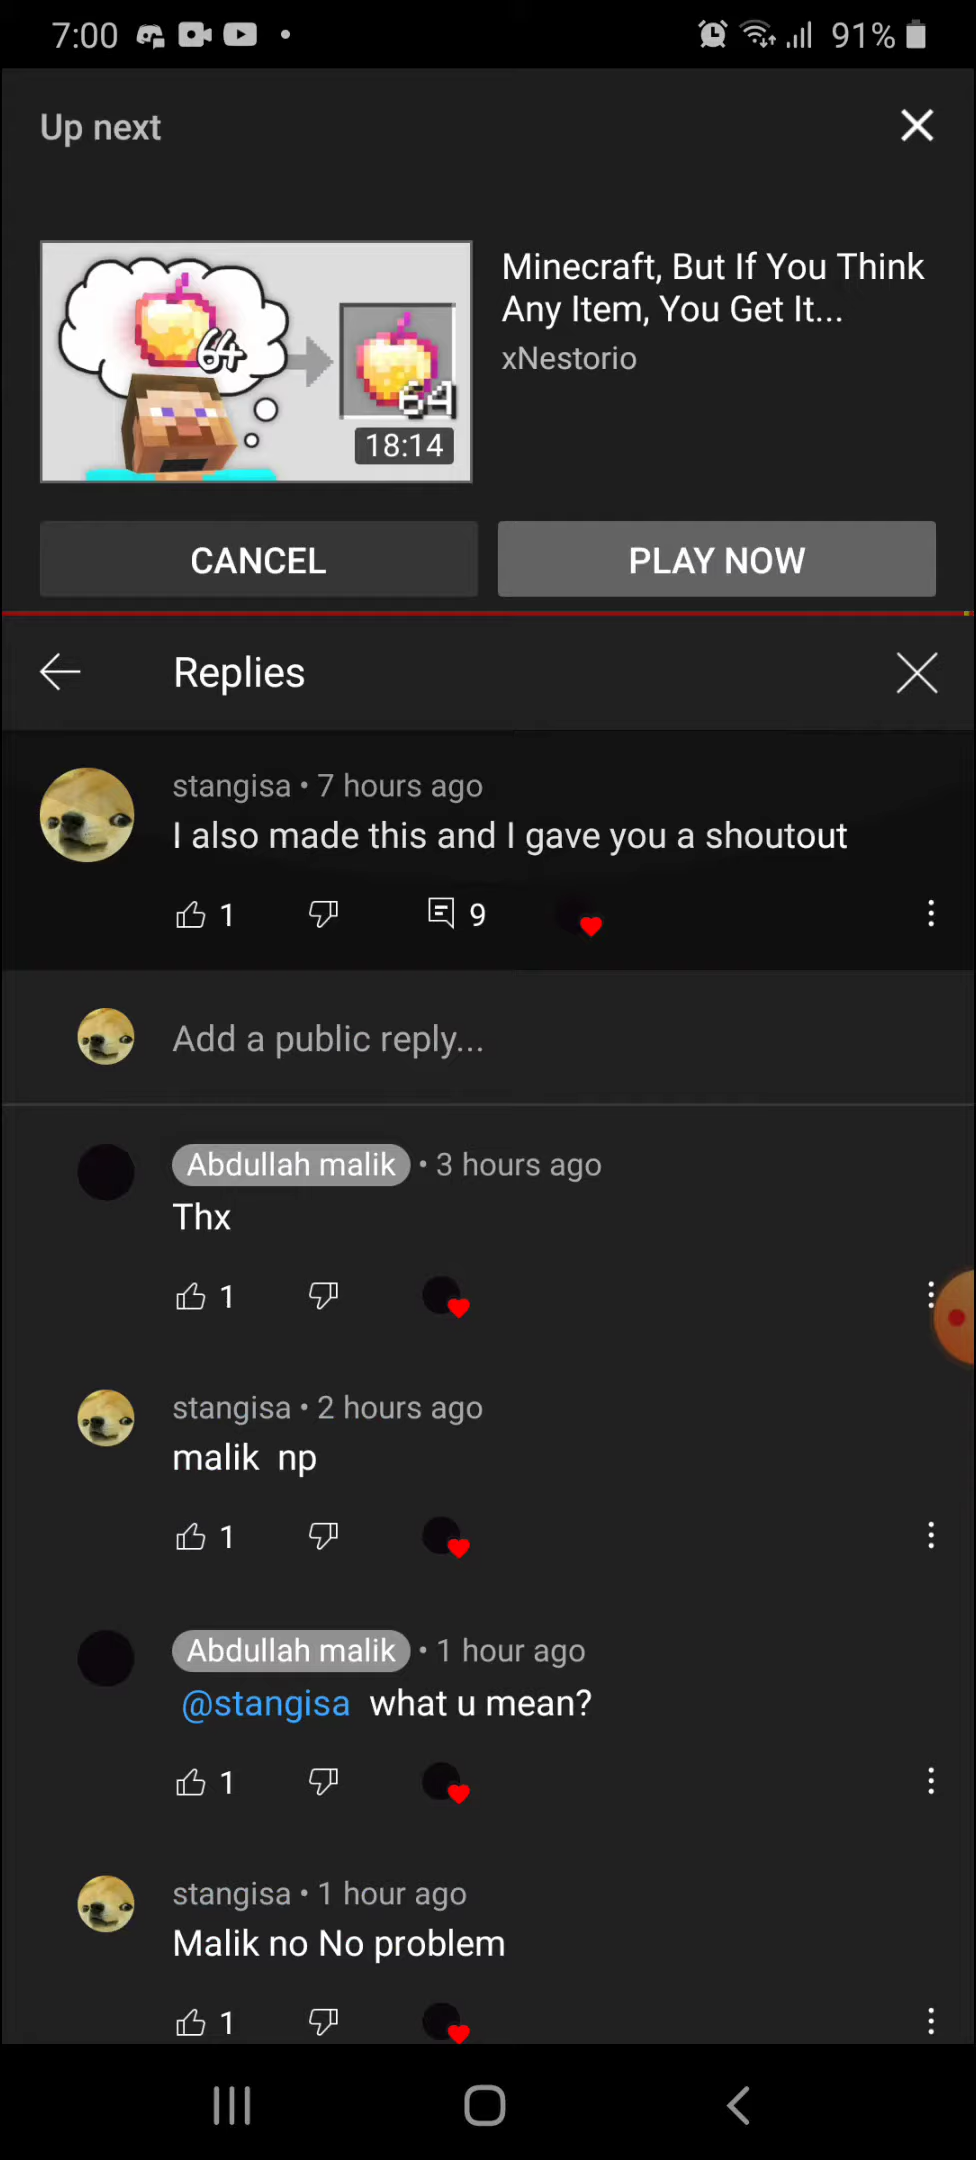 7:00
91%
Up next
64
64
18:14
Minecraft, But If You Think
Any Item, You Get It...
xNestorio
CANCEL
PLAY NOW
Replies
stangisa • 7 hours ago
I also made this and I gave you a shoutout
1
9
Add a public reply...
Abdullah malik • 3 hours ago
Thx
1
stangisa • 2 hours ago
malik np
1
Abdullah malik • 1 hour ago
@stangisa what u mean?
1
stangisa • 1 hour ago
Malik no No problem
1